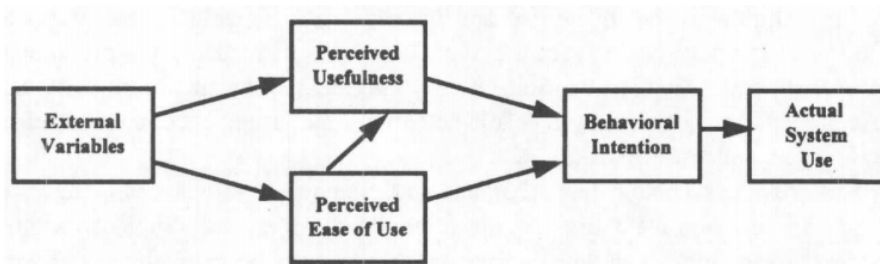 External
Variables
Perceived
Usefulness
Perceived
Ease of Use
Behavioral
Intention
Actual
System
Use